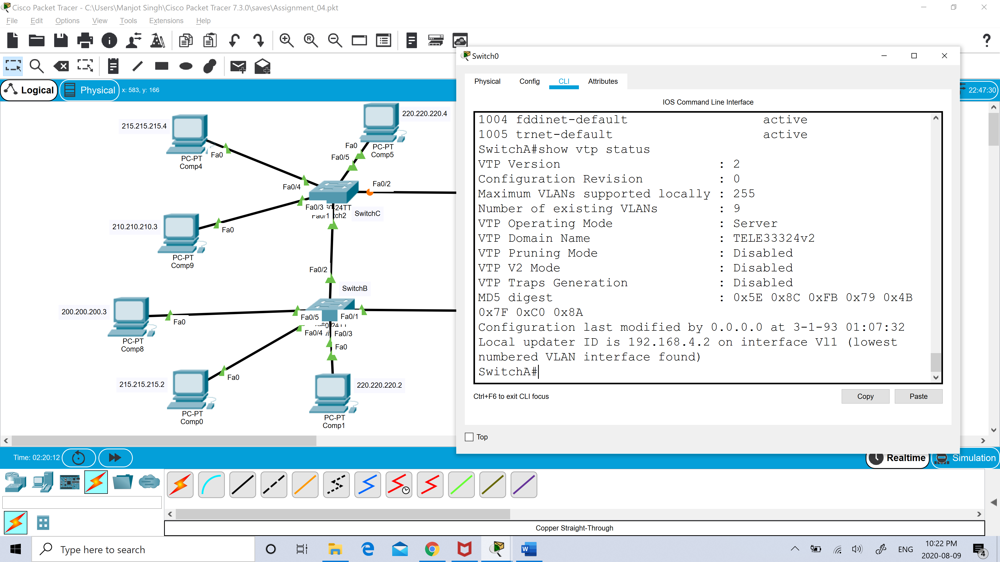 Cisco Packet Tracer - C:\Users\Manjot Singh\Cisco Packet Tracer 7.3.0\saves\Assignment_04.pkt
File Edit Options View Tools Extensions Help
Logical
Physical
x: 583, y: 166
22:47:30
215.215.215.4
PC-PT
Comp4
Fa0
220.220.220.4
Fa0
PC-PT
Comp5
Fa0/5
Fa0/4
Fa0/2
Fa0/3
24TT
Fa0/1
SwitchC
210.210.210.3
Fa0
PC-PT
Comp9
Fa0/2
SwitchB
200.200.200.3
Fa0
Fa0/5
Fa0/1
Fa0/4
Fa0/3
Fa0
PC-PT
Comp8
215.215.215.2
Fa0
PC-PT
Comp0
220.220.220.2
PC-PT
Comp1
Switch0
Physical Config CLI Attributes
IOS Command Line Interface
1004 fddinet-default active
1005 trnet-default active
SwitchA#show vtp status
VTP Version : 2
Configuration Revision : 0
Maximum VLANs supported locally : 255
Number of existing VLANs : 9
VTP Operating Mode : Server
VTP Domain Name : TELE33324v2
VTP Pruning Mode : Disabled
VTP V2 Mode : Disabled
VTP Traps Generation : Disabled
MD5 digest : 0x5E 0x8C 0xFB 0x79 0x4B
0x7F 0xC0 0x8A
Configuration last modified by 0.0.0.0 at 3-1-93 01:07:32
Local updater ID is 192.168.4.2 on interface Vl1 (lowest
numbered VLAN interface found)
SwitchA#
Ctrl+F6 to exit CLI focus
Copy
Paste
Top
Time: 02:20:12
Realtime
Simulation
Copper Straight-Through
Type here to search
ENG
10:22 PM
2020-08-09
4